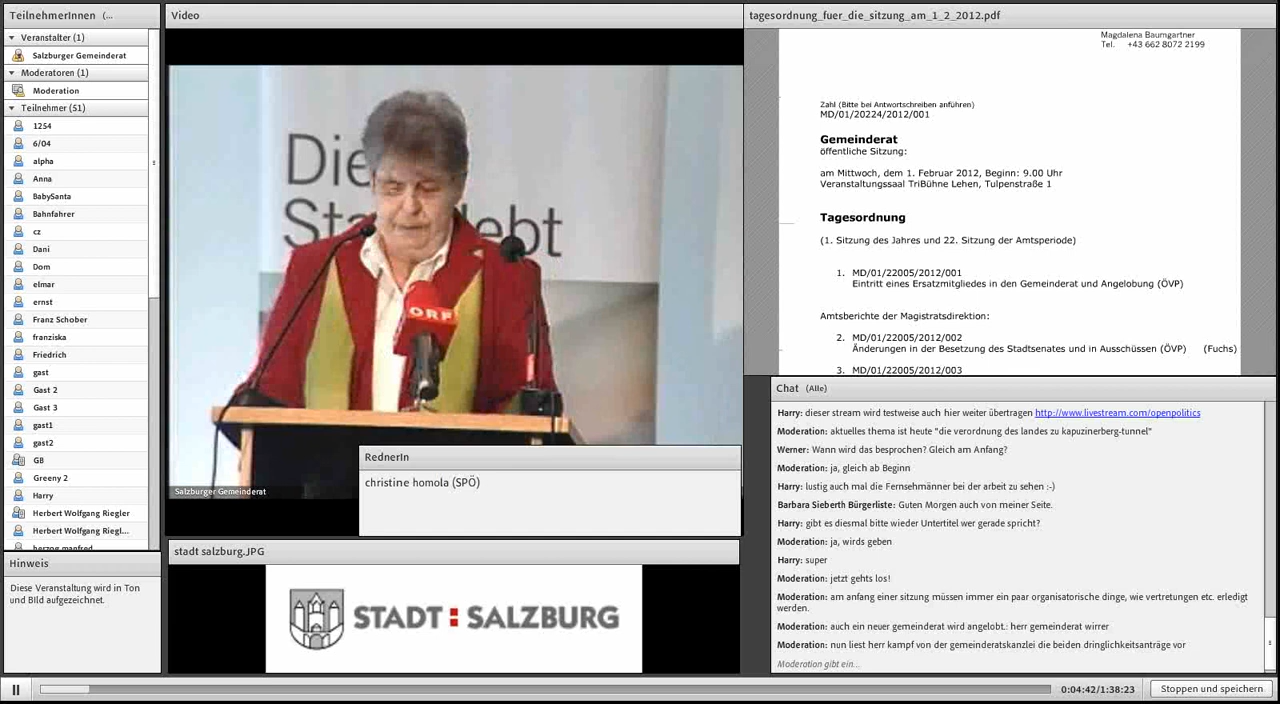 TeilnehmerInnen (...
Veranstalter (1)
Salzburger Gemeinderat
Moderatoren (1)
Moderation
Teilnehmer (51)
1254
6/04
alpha
Anna
BabySanta
Bahnfahrer
cz
Dani
Dom
elmar
ernst
Franz Schober
franziska
Friedrich
gast
Gast 2
Gast 3
gast1
gast2
GB
Greeny 2
Harry
Herbert Wolfgang Riegler
Herbert Wolfgang Riegl...
herzog manfred
Hinweis
Diese Veranstaltung wird in Ton
und BIld aufgezeichnet.
Video
Die
Sta lebt
ORF
Salzburger Gemeinderat
RednerIn
christine homola (SPÖ)
stadt salzburg.JPG
STADT : SALZBURG
tagesordnung_fuer_die_sitzung_am_1_2_2012.pdf
Magdalena Baumgartner
Tel. +43 662 8072 2199
Zahl (Bitte bei Antwortschreiben anführen)
MD/01/20224/2012/001
Gemeinderat
öffentliche Sitzung:
am Mittwoch, dem 1. Februar 2012, Beginn: 9.00 Uhr
Veranstaltungssaal TriBühne Lehen, Tulpenstraße 1
Tagesordnung
(1. Sitzung des Jahres und 22. Sitzung der Amtsperiode)
1. MD/01/22005/2012/001
Eintritt eines Ersatzmitgliedes in den Gemeinderat und Angelobung (ÖVP)
Amtsberichte der Magistratsdirektion:
2. MD/01/22005/2012/002
Änderungen in der Besetzung des Stadtsenates und in Ausschüssen (ÖVP) (Fuchs)
3. MD/01/22005/2012/003
Chat (Alle)
Harry: dieser stream wird testweise auch hier weiter übertragen http://www.livestream.com/openpolitics
Moderation: aktuelles thema ist heute "die verordnung des landes zu kapuzinerberg-tunnel"
Werner: Wann wird das besprochen? Gleich am Anfang?
Moderation: ja, gleich ab Beginn
Harry: lustig auch mal die Fernsehmänner bei der arbeit zu sehen :-)
Barbara Sieberth Bürgerliste: Guten Morgen auch von meiner Seite.
Harry: gibt es diesmal bitte wieder Untertitel wer gerade spricht?
Moderation: ja, wirds geben
Harry: super
Moderation: jetzt gehts los!
Moderation: am anfang einer sitzung müssen immer ein paar organisatorische dinge, wie vertretungen etc. erledigt
werden.
Moderation: auch ein neuer gemeinderat wird angelobt.: herr gemeinderat wirrer
Moderation: nun liest herr kampf von der gemeinderatskanzlei die beiden dringlichkeitsanträge vor
Moderation gibt ein...
0:04:42/1:38:23
Stoppen und speichern